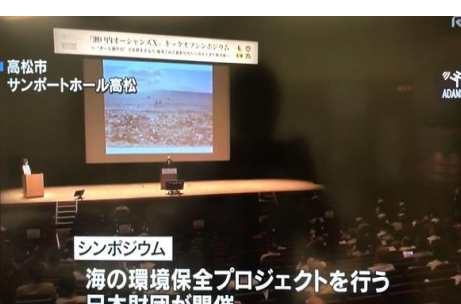 「瀬戸内オーシャンズX」キックオフシンポジウム
高松市
サンポートホール高松
ADAM
シンポジウム
海の環境保全プロジェクトを行う
日本財団が開催